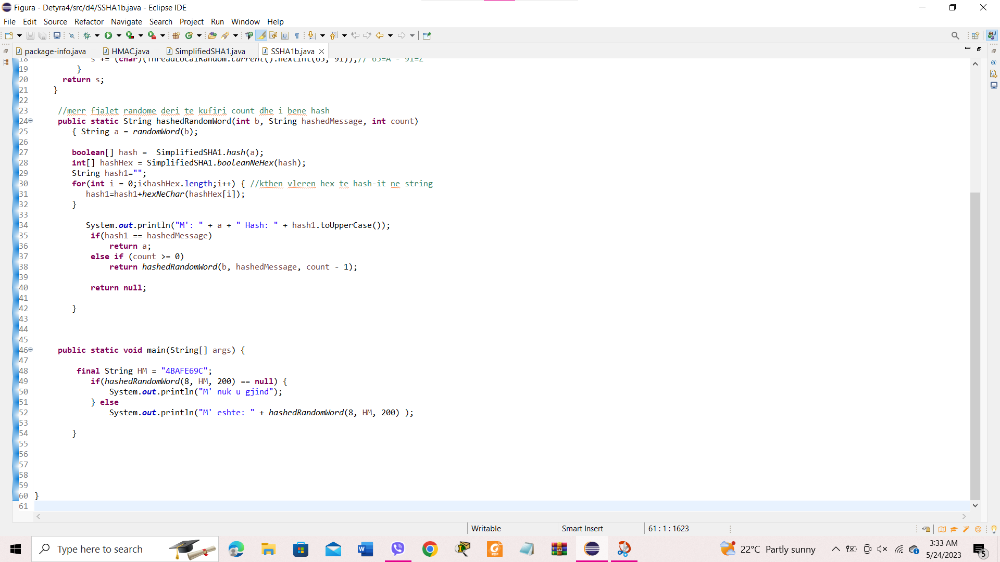 Figura - Detyra4/src/d4/SSHA1b.java - Eclipse IDE
File Edit Source Refactor Navigate Search Project Run Window Help
package-info.java HMAC.java SimplifiedSHA1.java SSHA1b.java
18 s += (char)(ThreadLocalRandom.current().nextInt(65, 91));// 65=A - 91=Z
19 }
20 return s;
21 }
22
23 //merr fjalet randome deri te kufiri count dhe i bene hash
24 public static String hashedRandomWord(int b, String hashedMessage, int count)
25 { String a = randomWord(b);
26
27 boolean[] hash =  SimplifiedSHA1.hash(a);
28 int[] hashHex = SimplifiedSHA1.booleanNeHex(hash);
29 String hash1="";
30 for(int i = 0;i<hashHex.length;i++) { //kthen vleren hex te hash-it ne string
31 hash1=hash1+hexNeChar(hashHex[i]);
32 }
33
34 System.out.println("M': " + a + " Hash: " + hash1.toUpperCase());
35 if(hash1 == hashedMessage)
36 return a;
37 else if (count >= 0)
38 return hashedRandomWord(b, hashedMessage, count - 1);
39
40 return null;
41
42 }
43
44
45
46 public static void main(String[] args) {
47
48 final String HM = "4BAFE69C";
49 if(hashedRandomWord(8, HM, 200) == null) {
50 System.out.println("M' nuk u gjind");
51 } else
52 System.out.println("M' eshte: " + hashedRandomWord(8, HM, 200) );
53
54 }
55
56
57
58
59
60 }
61
Writable Smart Insert 61 : 1 : 1623
Type here to search
22°C Partly sunny
3:33 AM
5/24/2023
5